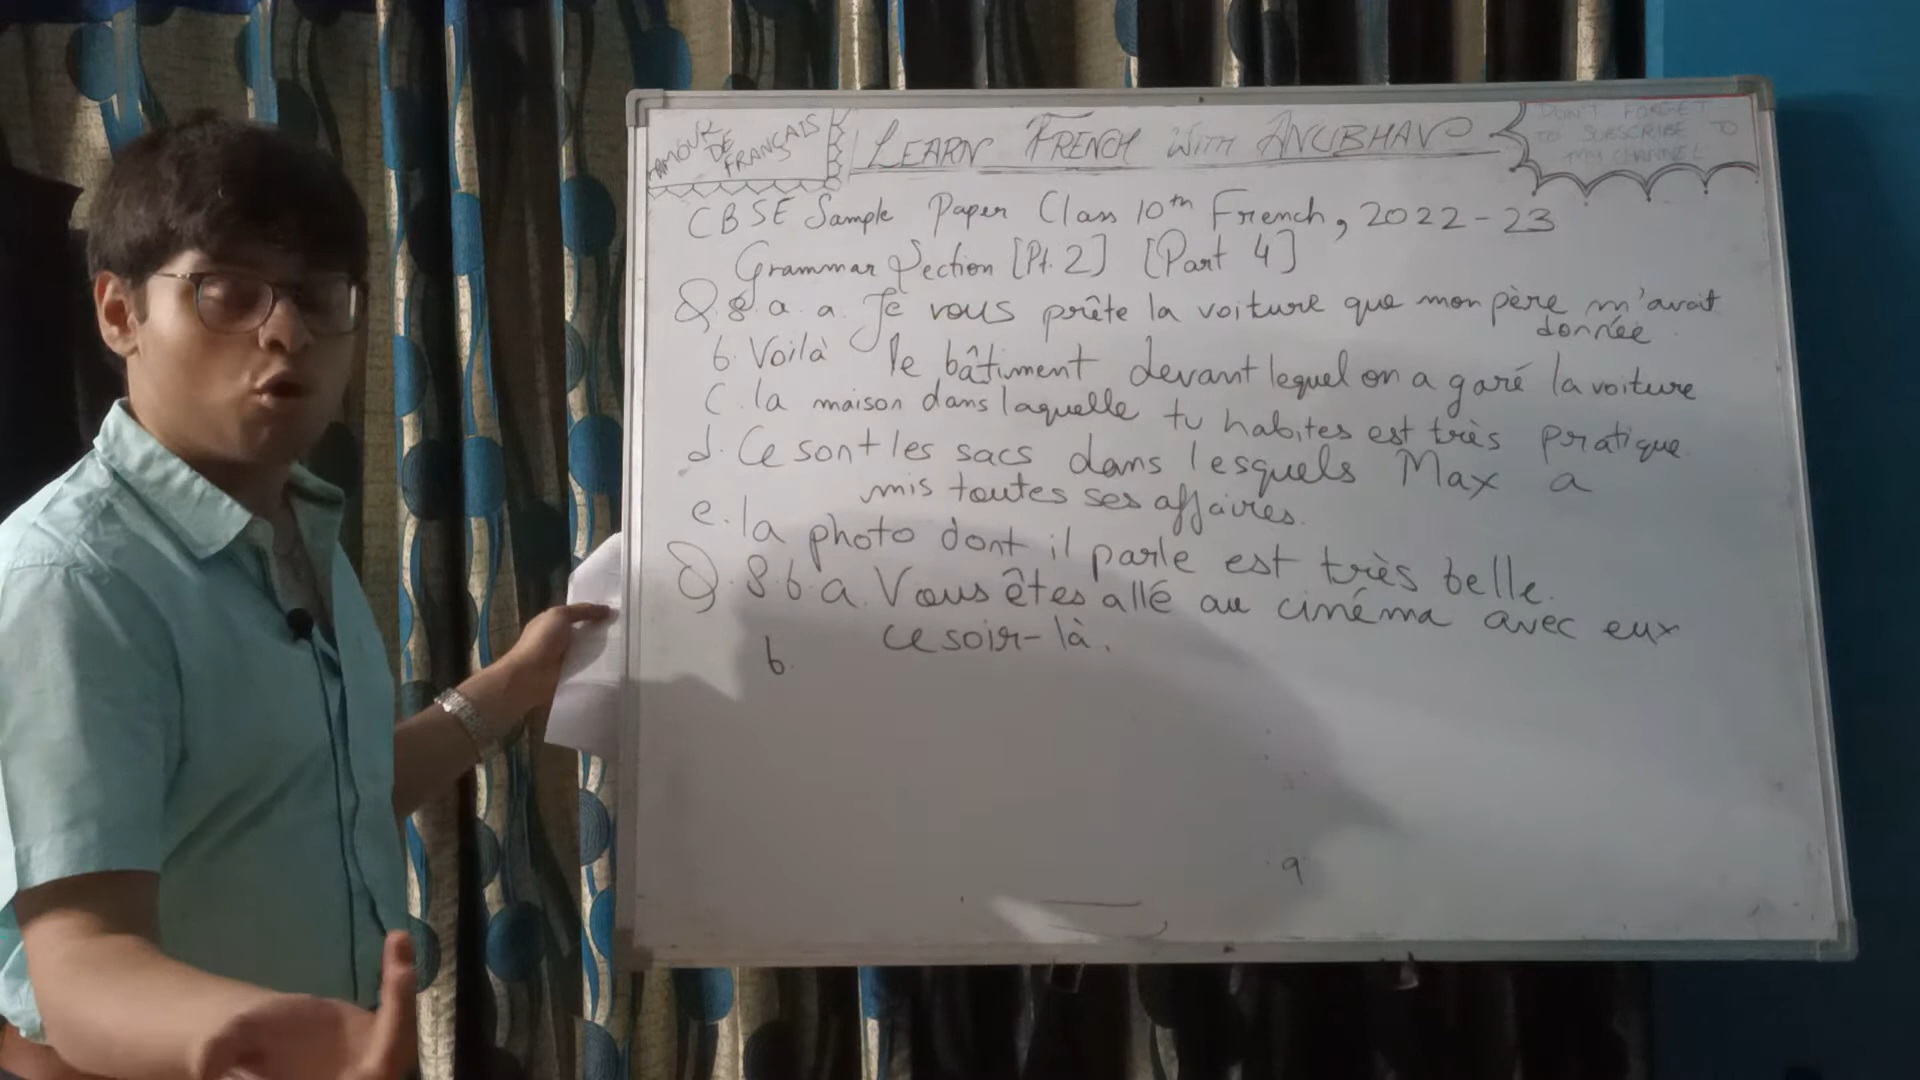 AMOUR
DE
FRANÇAIS
LEARN FRENCH WITH ANUBHAV
DON'T FORGET
TO SUBSCRIBE TO
MY CHANNEL
CBSE Sample Paper Class 10th French, 2022-23
Grammar Section [Pt. 2] [Part 4]
Q.8.a. a. Je vous prête la voiture que mon père m'avait
donnée.
b. Voilà le bâtiment devant lequel on a garé la voiture
c. la maison dans laquelle tu habites est très pratique
d. Ce sont les sacs dans lesquels Max a
mis toutes ses affaires.
e. la photo dont il parle est très belle.
Q.8.b a. Vous êtes allé au cinéma avec eux
ce soir-là.
b.